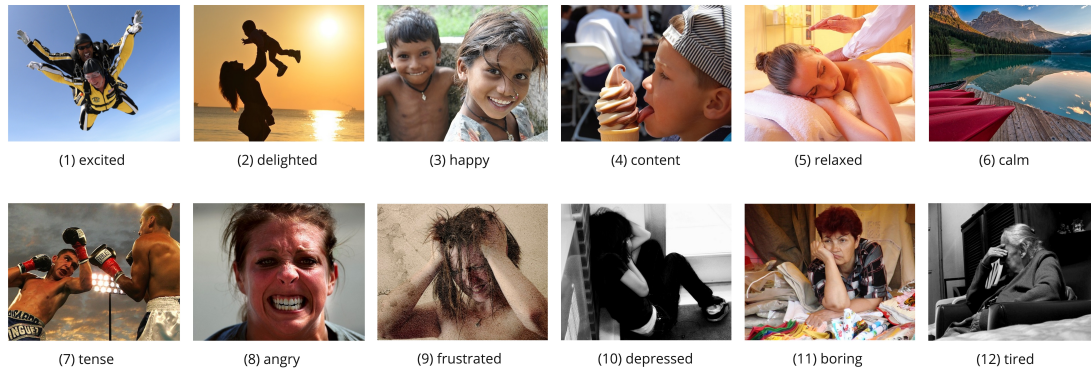 (1) excited
(2) delighted
(3) happy
(4) content
(5) relaxed
(6) calm
(7) tense
(8) angry
(9) frustrated
(10) depressed
(11) boring
(12) tired